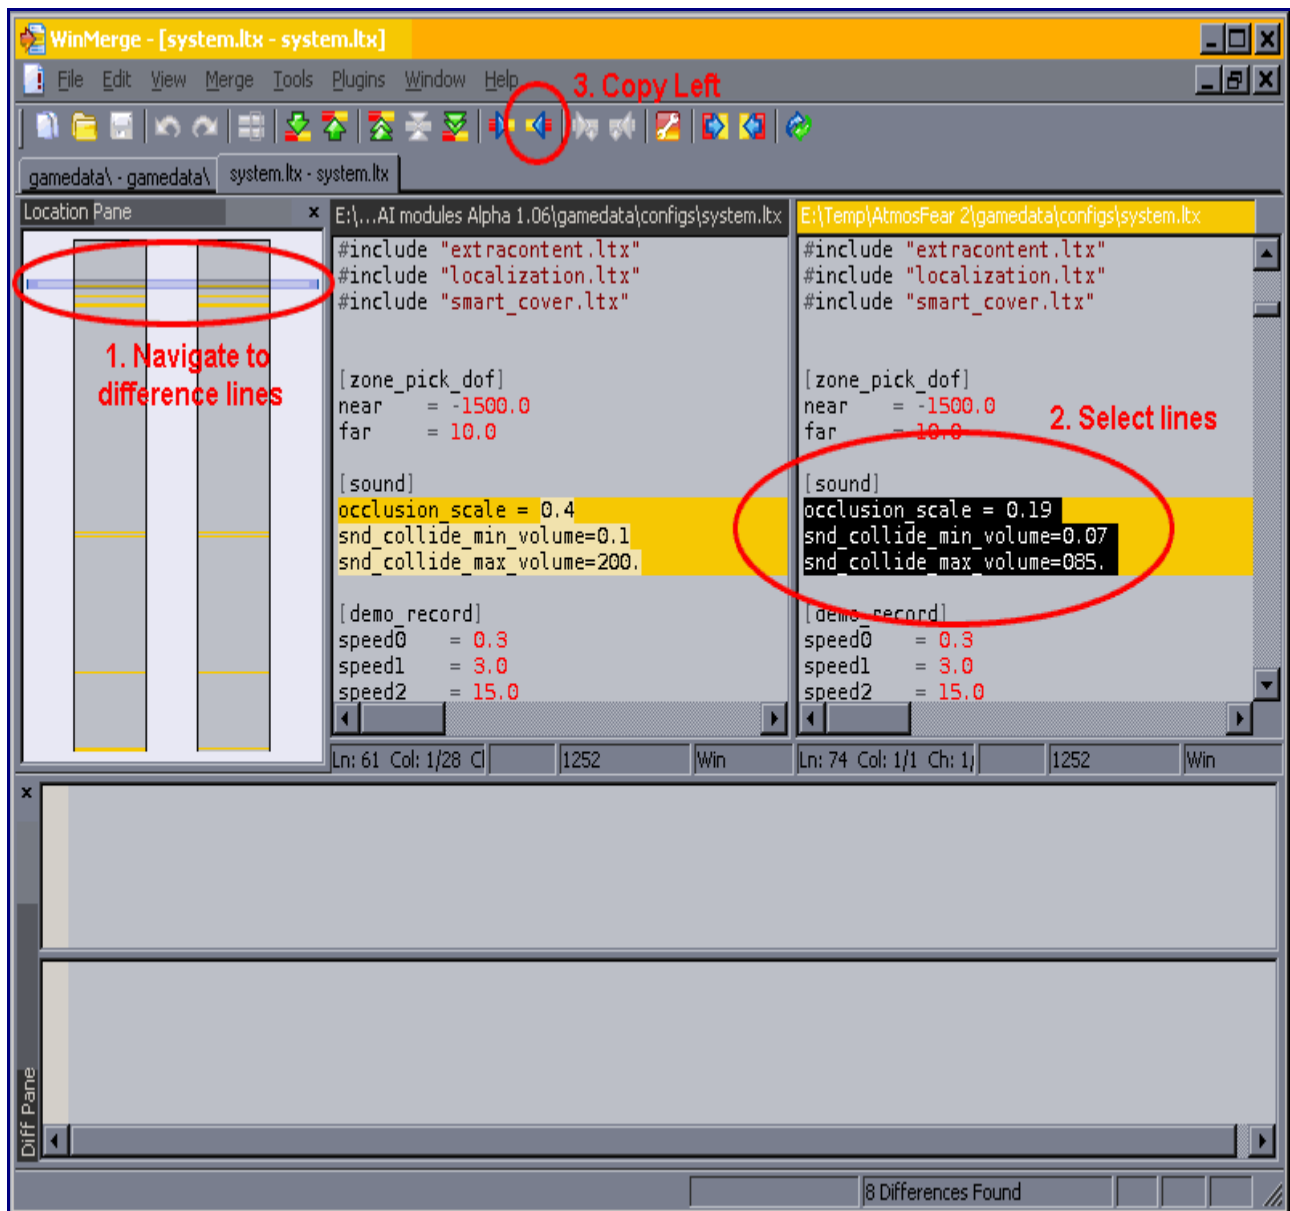 WinMerge - [system.ltx - system.ltx]
File Edit View Merge Tools Plugins Window Help
3. Copy Left
gamedata\ - gamedata\
system.ltx - system.ltx
Location Pane
x
1. Navigate to
difference lines
E:\...AI modules Alpha 1.06\gamedata\configs\system.ltx
#include "extracontent.ltx"
#include "localization.ltx"
#include "smart_cover.ltx"
[zone_pick_dof]
near = -1500.0
far = 10.0
[sound]
occlusion_scale = 0.4
snd_collide_min_volume=0.1
snd_collide_max_volume=200.
[demo_record]
speed0 = 0.3
speed1 = 3.0
speed2 = 15.0
Ln: 61 Col: 1/28 C
1252
Win
E:\Temp\AtmosFear 2\gamedata\configs\system.ltx
#include "extracontent.ltx"
#include "localization.ltx"
#include "smart_cover.ltx"
[zone_pick_dof]
near = -1500.0
far = 10.0
2. Select lines
[sound]
occlusion_scale = 0.19
snd_collide_min_volume=0.07
snd_collide_max_volume=085.
[demo_record]
speed0 = 0.3
speed1 = 3.0
speed2 = 15.0
Ln: 74 Col: 1/1 Ch: 1/
1252
Win
x
Diff Pane
8 Differences Found